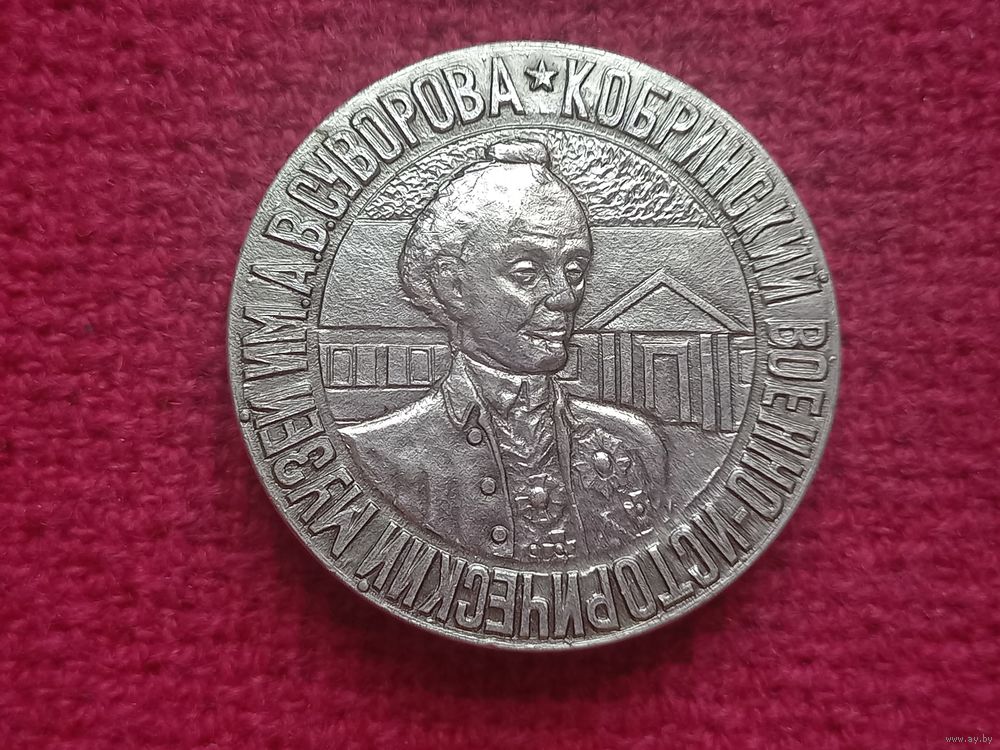 КОБРИНСКИЙ ВОЕННО-ИСТОРИЧЕСКИЙ МУЗЕЙ ИМ. А.В. СУВОРОВА
www.ay.by